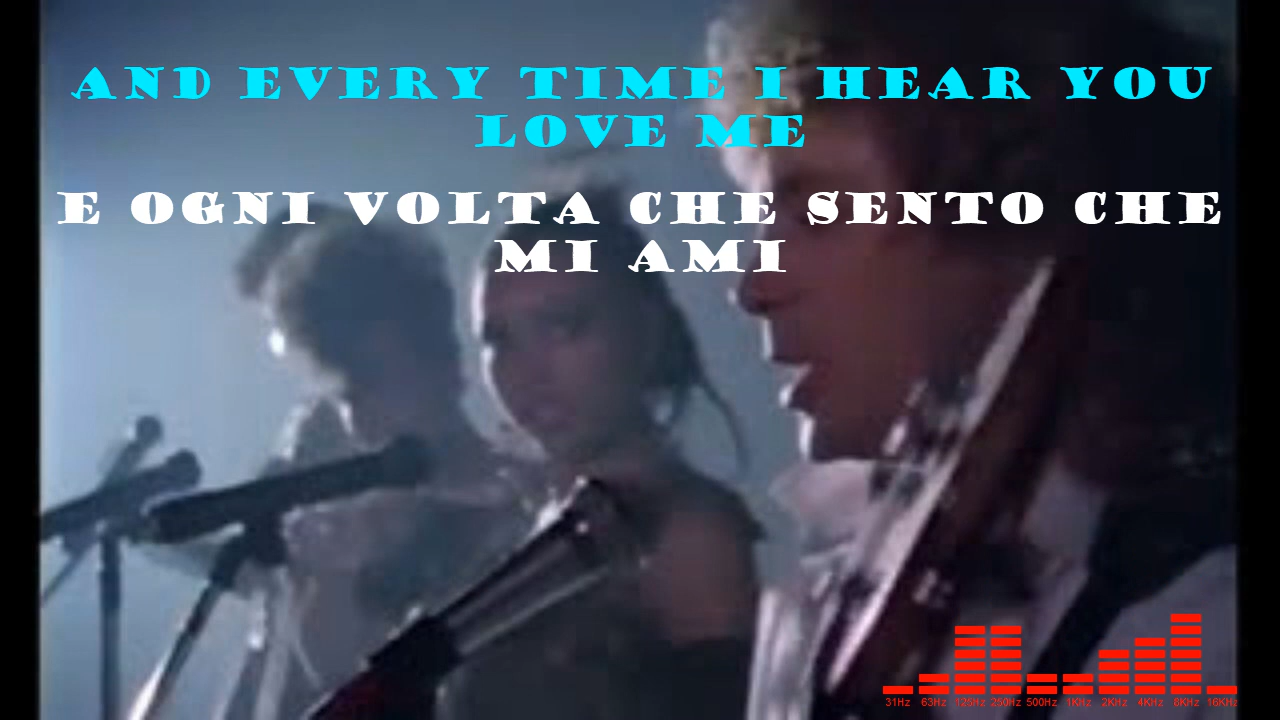 AND EVERY TIME I HEAR YOU
LOVE ME
E OGNI VOLTA CHE SENTO CHE
MI AMI
31Hz 63Hz 125Hz 250Hz 500Hz 1KHz 2KHz 4KHz 8KHz 16KHz